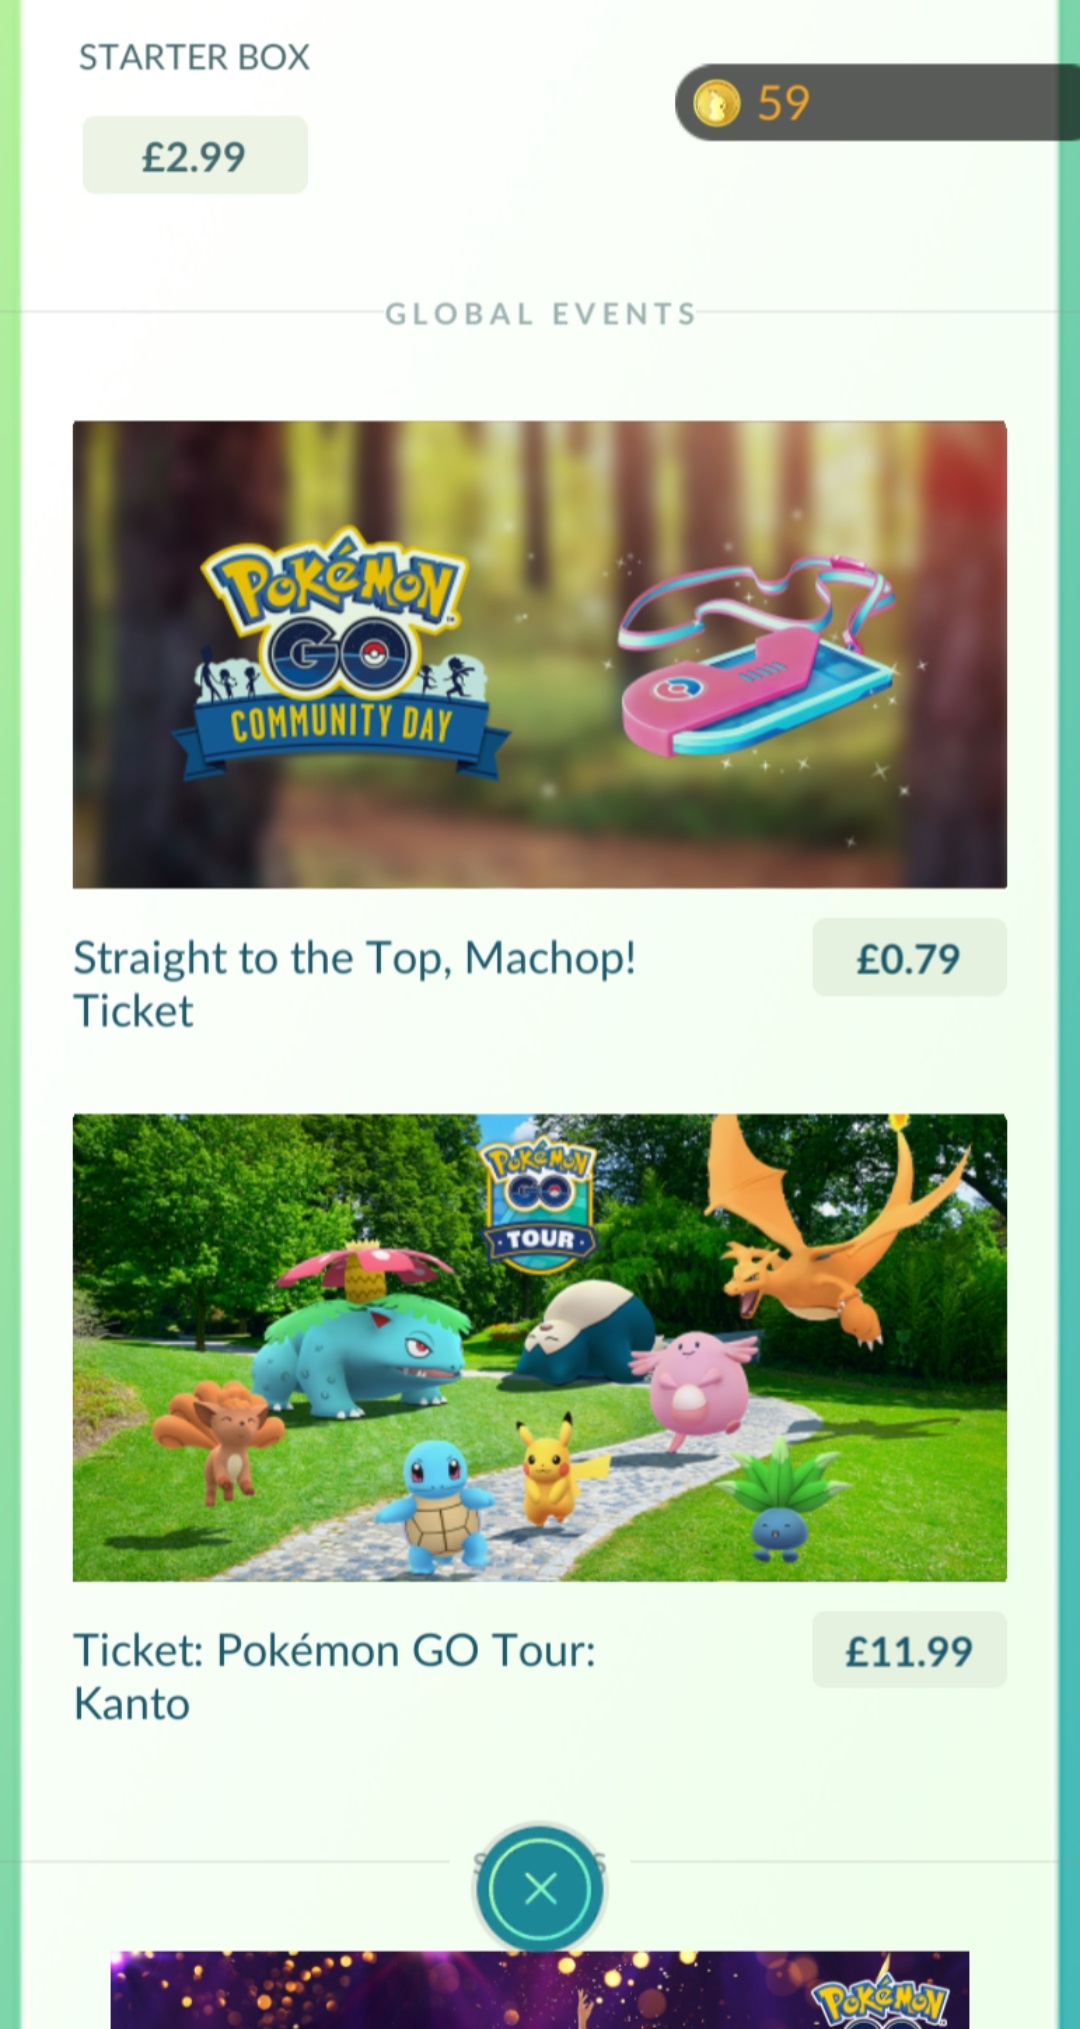 STARTER BOX
59
£2.99
GLOBAL EVENTS
POKéMON
GO
COMMUNITY DAY
Straight to the Top, Machop!
Ticket
£0.79
POKéMON
GO
TOUR
Ticket: Pokémon GO Tour:
Kanto
£11.99
POKéMON